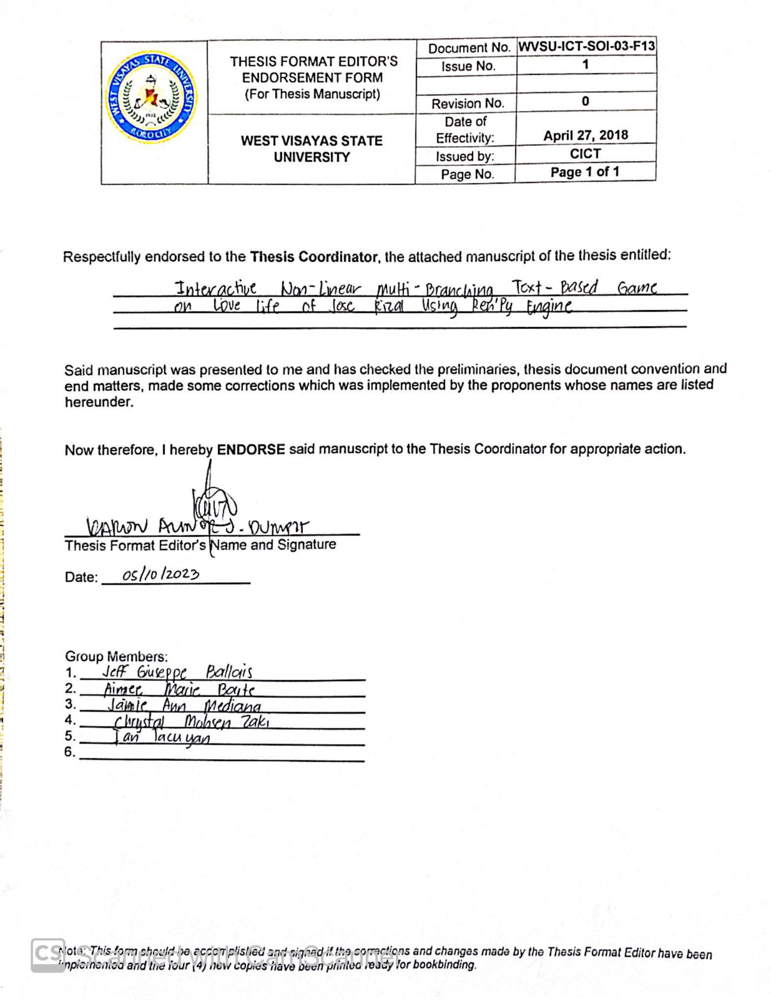 WEST VISAYAS STATE UNIVERSITY
1902
ILOILO CITY
THESIS FORMAT EDITOR'S
ENDORSEMENT FORM
(For Thesis Manuscript)
WEST VISAYAS STATE
UNIVERSITY
Document No. WVSU-ICT-SOI-03-F13
Issue No. 1
Revision No. 0
Date of
Effectivity: April 27, 2018
Issued by: CICT
Page No. Page 1 of 1
Respectfully endorsed to the Thesis Coordinator, the attached manuscript of the thesis entitled:
Interactive Non-Linear Multi-Branching Text-Based Game
on Love life of Jose Rizal Using Ren'Py Engine
Said manuscript was presented to me and has checked the preliminaries, thesis document convention and
end matters, made some corrections which was implemented by the proponents whose names are listed
hereunder.
Now therefore, I hereby ENDORSE said manuscript to the Thesis Coordinator for appropriate action.
Thesis Format Editor's Name and Signature
Date: 05/10/2023
Group Members:
1. Jeff Giuseppe Ballais
2. Aimee Marie
3. Jamie Ann Mediana
4. Chrystal Mohsen Zaki
5. Ian Tacuyan
6.
Note: This form should be accomplished and signed if the corrections and changes made by the Thesis Format Editor have been
implemented and the four (4) new copies have been printed ready for bookbinding.
CS Scanned with CamScanner